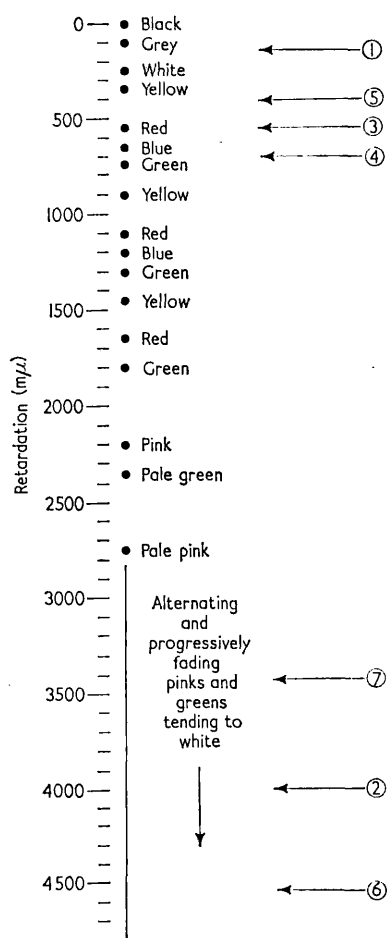 0
Black
Grey
①
White
Yellow
⑤
500
Red
③
Blue
④
Green
Yellow
1000
Red
Blue
Green
1500
Yellow
Red
Green
Retardation (mμ)
2000
Pink
Pale green
2500
Pale pink
3000
Alternating
and
progressively
fading
pinks and
greens
tending to
white
⑦
3500
4000
②
4500
⑥